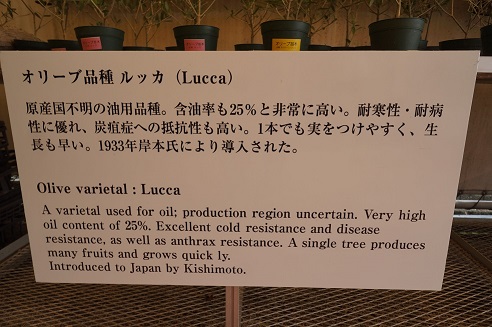 オリーブ品種 ルッカ（Lucca）
原産国不明の油用品種。含油率も25％と非常に高い。耐寒性・耐病
性に優れ、炭疽症への抵抗性も高い。1本でも実をつけやすく、生
長も早い。1933年岸本氏により導入された。
Olive varietal : Lucca
A varietal used for oil; production region uncertain. Very high
oil content of 25%. Excellent cold resistance and disease
resistance, as well as anthrax resistance. A single tree produces
many fruits and grows quick ly.
Introduced to Japan by Kishimoto.